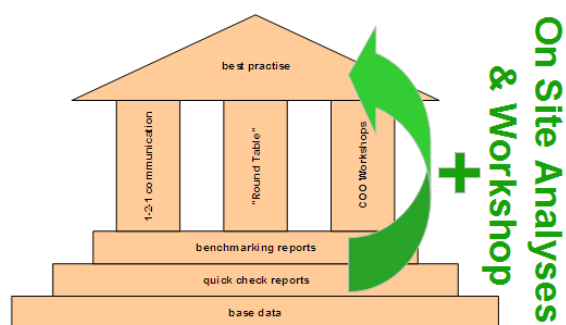 best practise
1-2-1 communication
"Round Table"
COO Workshops
benchmarking reports
quick check reports
base data
+
On Site Analyses
& Workshop